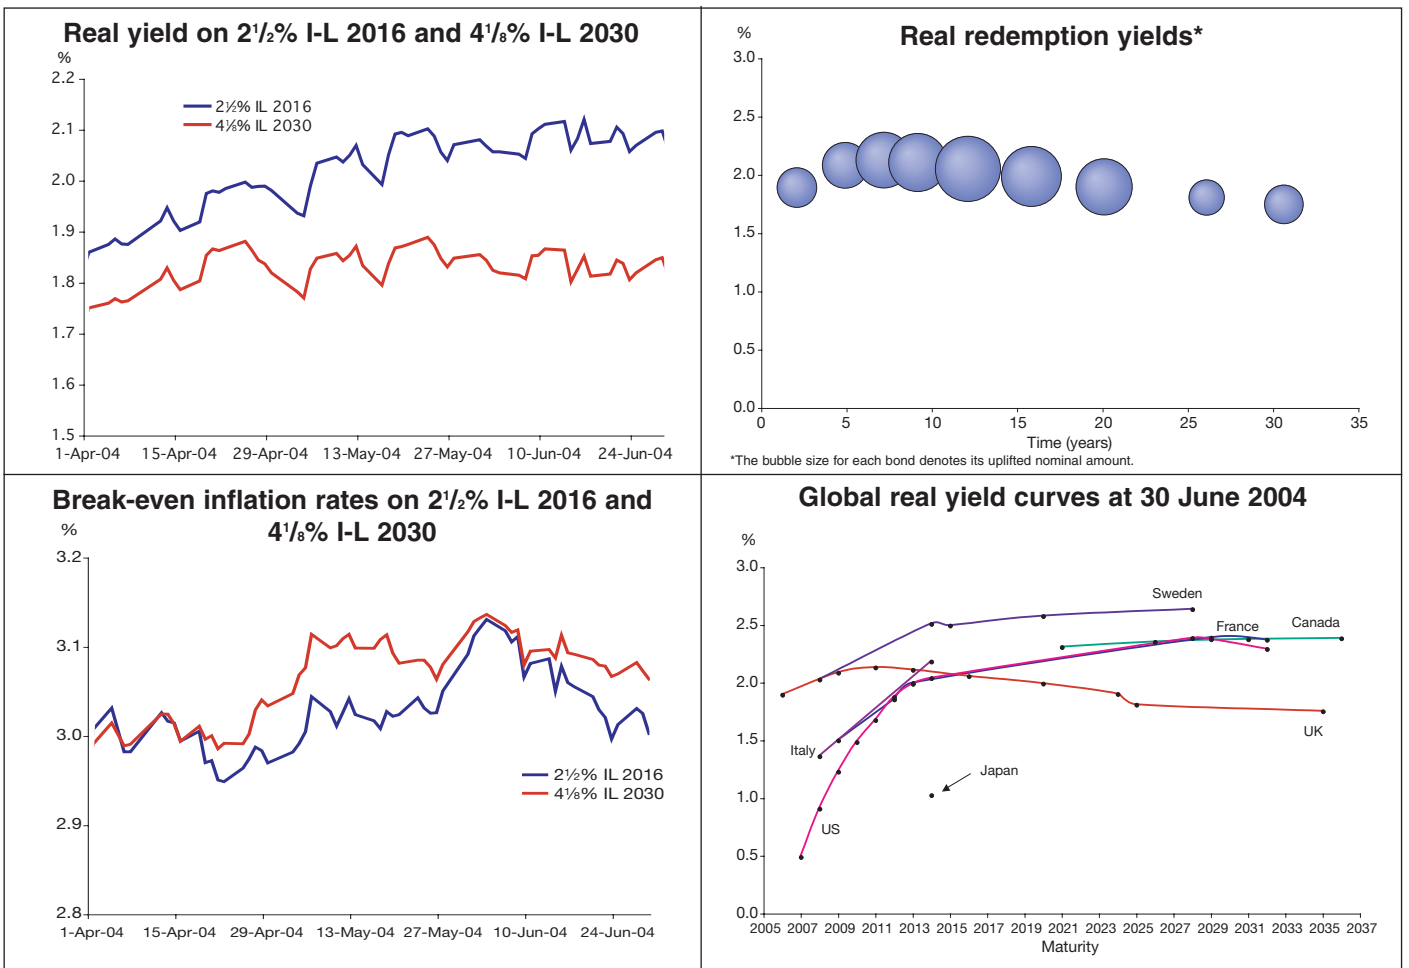 Real yield on 2¹/₂% I-L 2016 and 4¹/₈% I-L 2030
%
2.2
2.1
2.0
1.9
1.8
1.7
1.6
1.5
2½% IL 2016
4⅛% IL 2030
1-Apr-04 15-Apr-04 29-Apr-04 13-May-04 27-May-04 10-Jun-04 24-Jun-04
Real redemption yields*
%
3.0
2.5
2.0
1.5
1.0
0.5
0.0
0 5 10 15 20 25 30 35
Time (years)
*The bubble size for each bond denotes its uplifted nominal amount.
Break-even inflation rates on 2¹/₂% I-L 2016 and
4¹/₈% I-L 2030
%
3.2
3.1
3.0
2.9
2.8
2½% IL 2016
4⅛% IL 2030
1-Apr-04 15-Apr-04 29-Apr-04 13-May-04 27-May-04 10-Jun-04 24-Jun-04
Global real yield curves at 30 June 2004
%
3.0
2.5
2.0
1.5
1.0
0.5
0.0
Sweden
France
Canada
UK
Italy
Japan
US
2005 2007 2009 2011 2013 2015 2017 2019 2021 2023 2025 2027 2029 2031 2033 2035 2037
Maturity